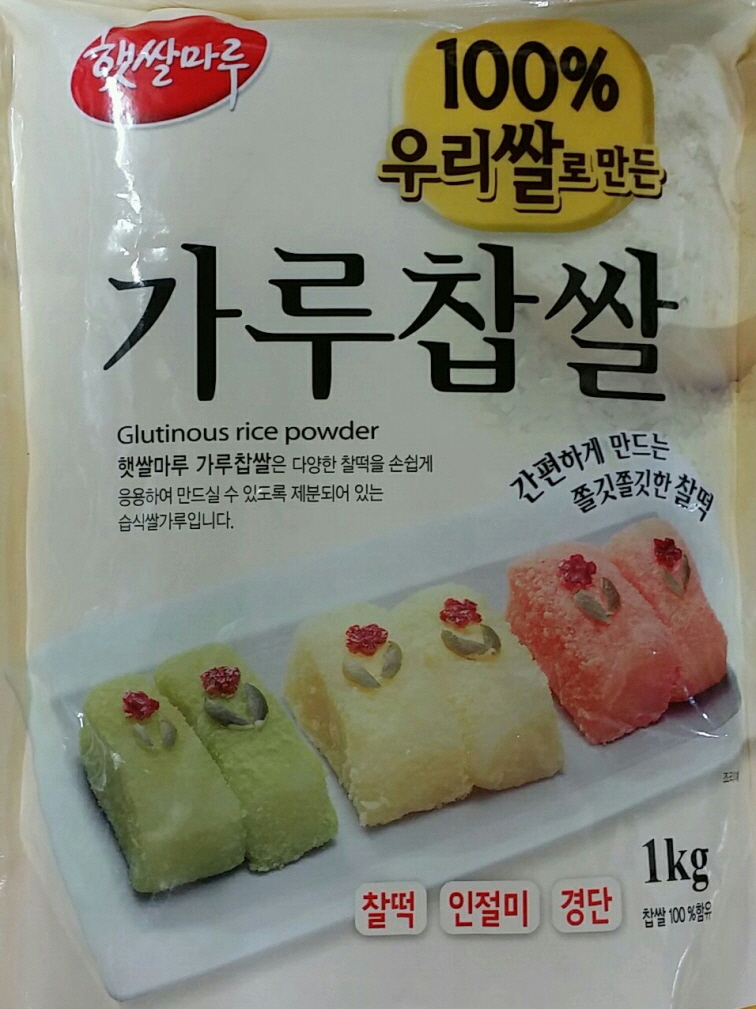 햇쌀마루
100%
우리쌀로 만든
가루찹쌀
Glutinous rice powder
햇쌀마루 가루찹쌀은 다양한 찰떡을 손쉽게
응용하여 만드실 수 있도록 제분되어 있는
습식쌀가루입니다.
간편하게 만드는
쫄깃쫄깃한 찰떡
찰떡 인절미 경단
1kg
찹쌀 100 %함유